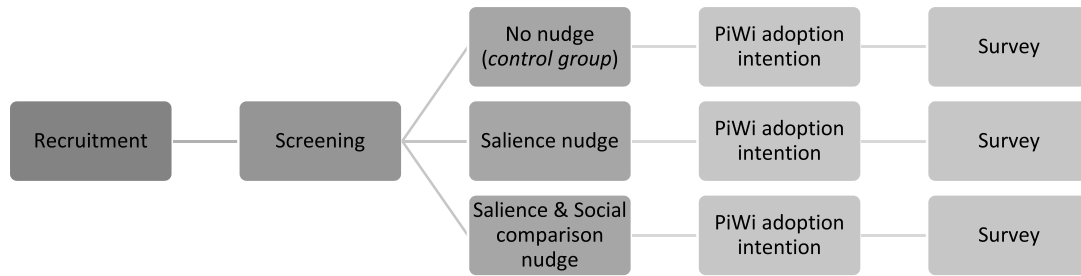 No nudge
(control group)
PiWi adoption
intention
Survey
Recruitment
Screening
Salience nudge
PiWi adoption
intention
Survey
Salience & Social
comparison
nudge
PiWi adoption
intention
Survey